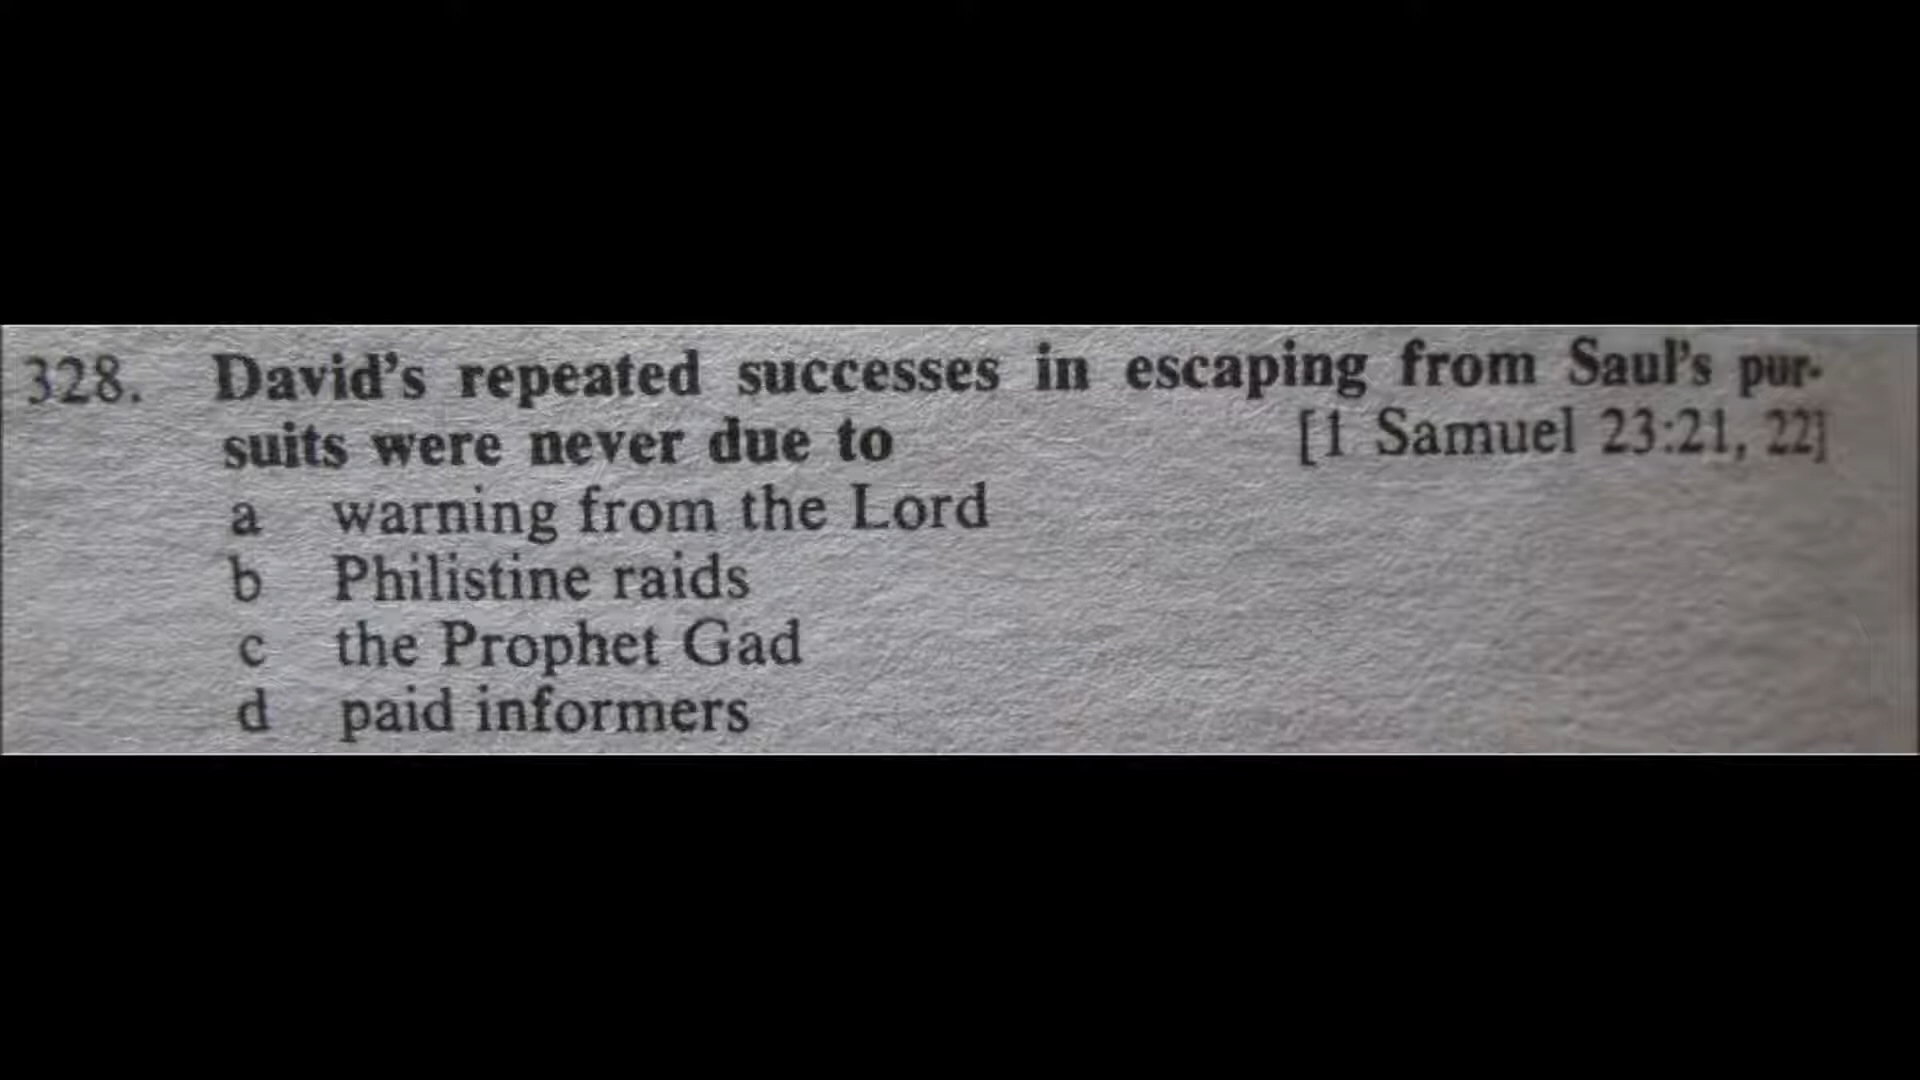 328. David's repeated successes in escaping from Saul's pur-
suits were never due to [1 Samuel 23:21, 22]
a warning from the Lord
b Philistine raids
c the Prophet Gad
d paid informers